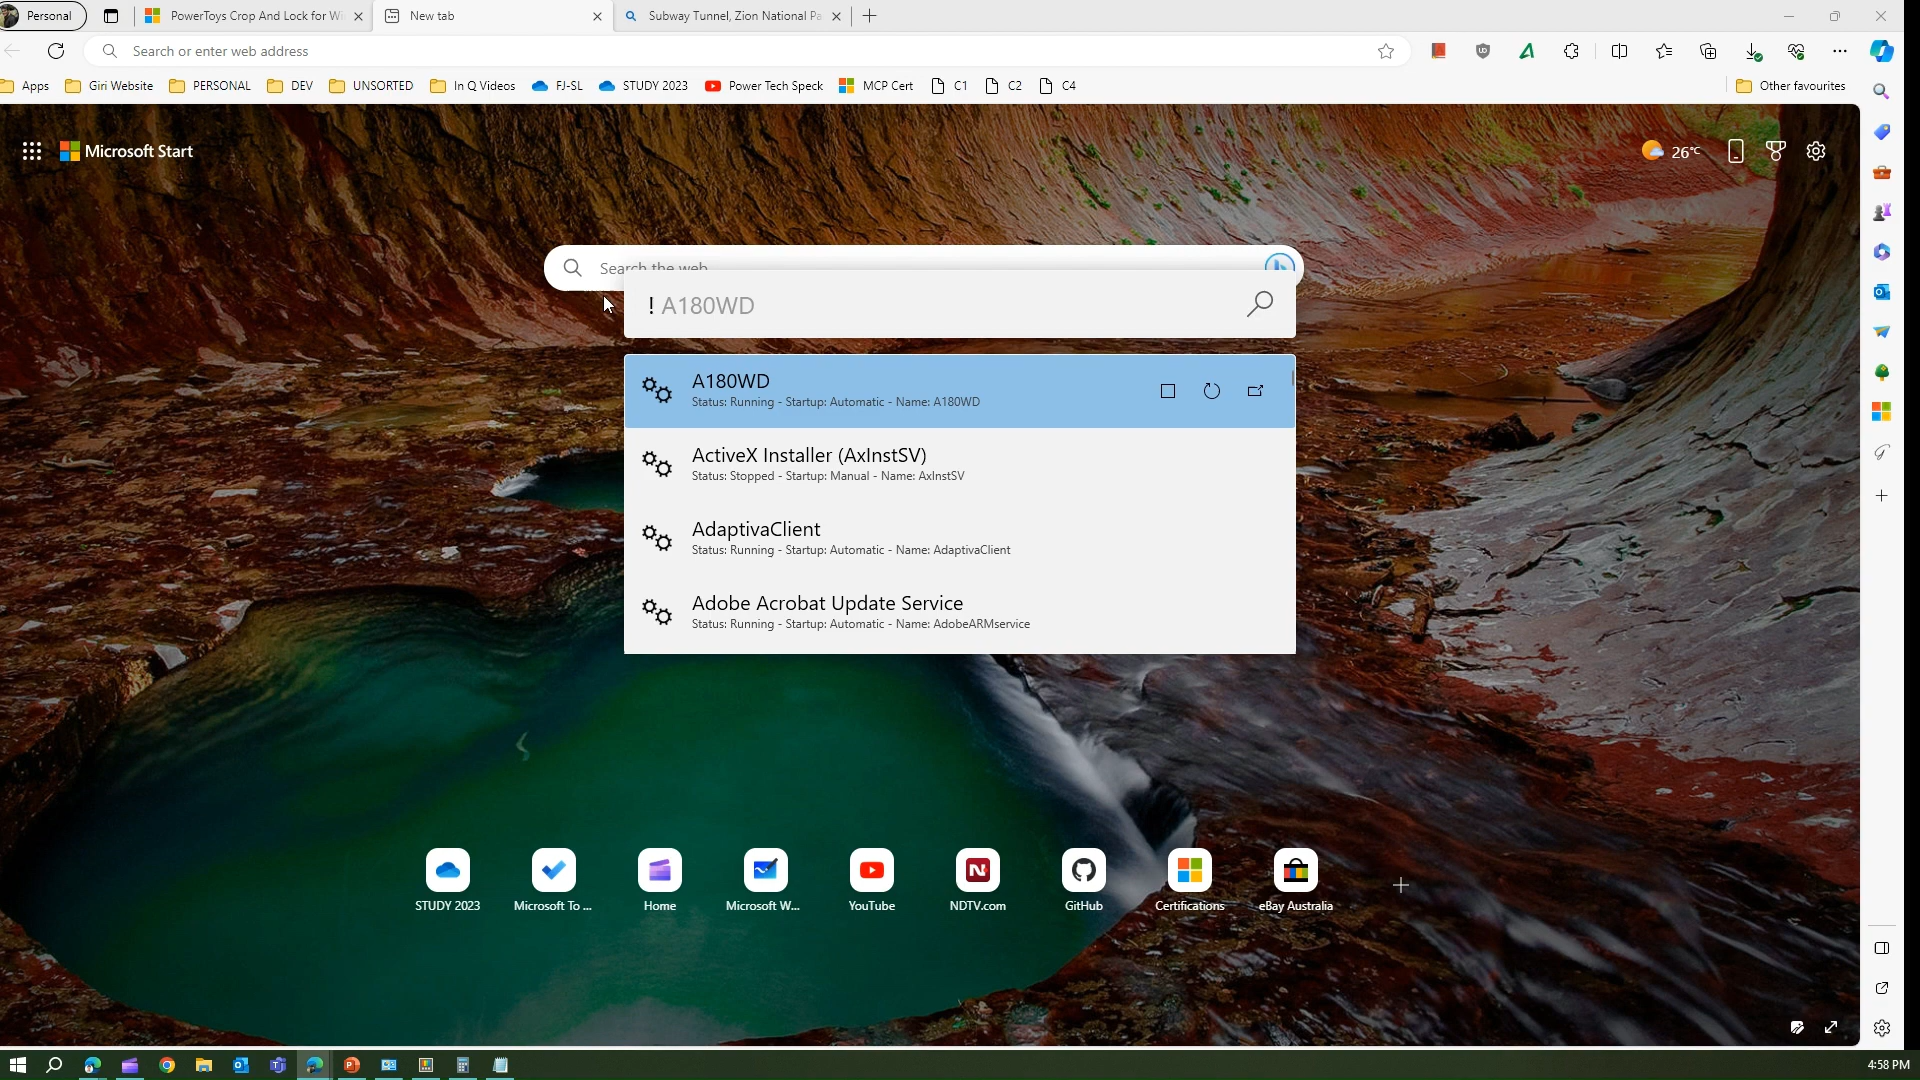 Personal
PowerToys Crop And Lock for Wi
New tab
Subway Tunnel, Zion National Pa
Search or enter web address
Apps
Giri Website
PERSONAL
DEV
UNSORTED
In Q Videos
FJ-SL
STUDY 2023
Power Tech Speck
MCP Cert
C1
C2
C4
Other favourites
Microsoft Start
26°C
Search the web
! A180WD
A180WD
Status: Running - Startup: Automatic - Name: A180WD
ActiveX Installer (AxInstSV)
Status: Stopped - Startup: Manual - Name: AxInstSV
AdaptivaClient
Status: Running - Startup: Automatic - Name: AdaptivaClient
Adobe Acrobat Update Service
Status: Running - Startup: Automatic - Name: AdobeARMservice
STUDY 2023
Microsoft To ...
Home
Microsoft W...
YouTube
NDTV.com
GitHub
Certifications
eBay Australia
4:58 PM